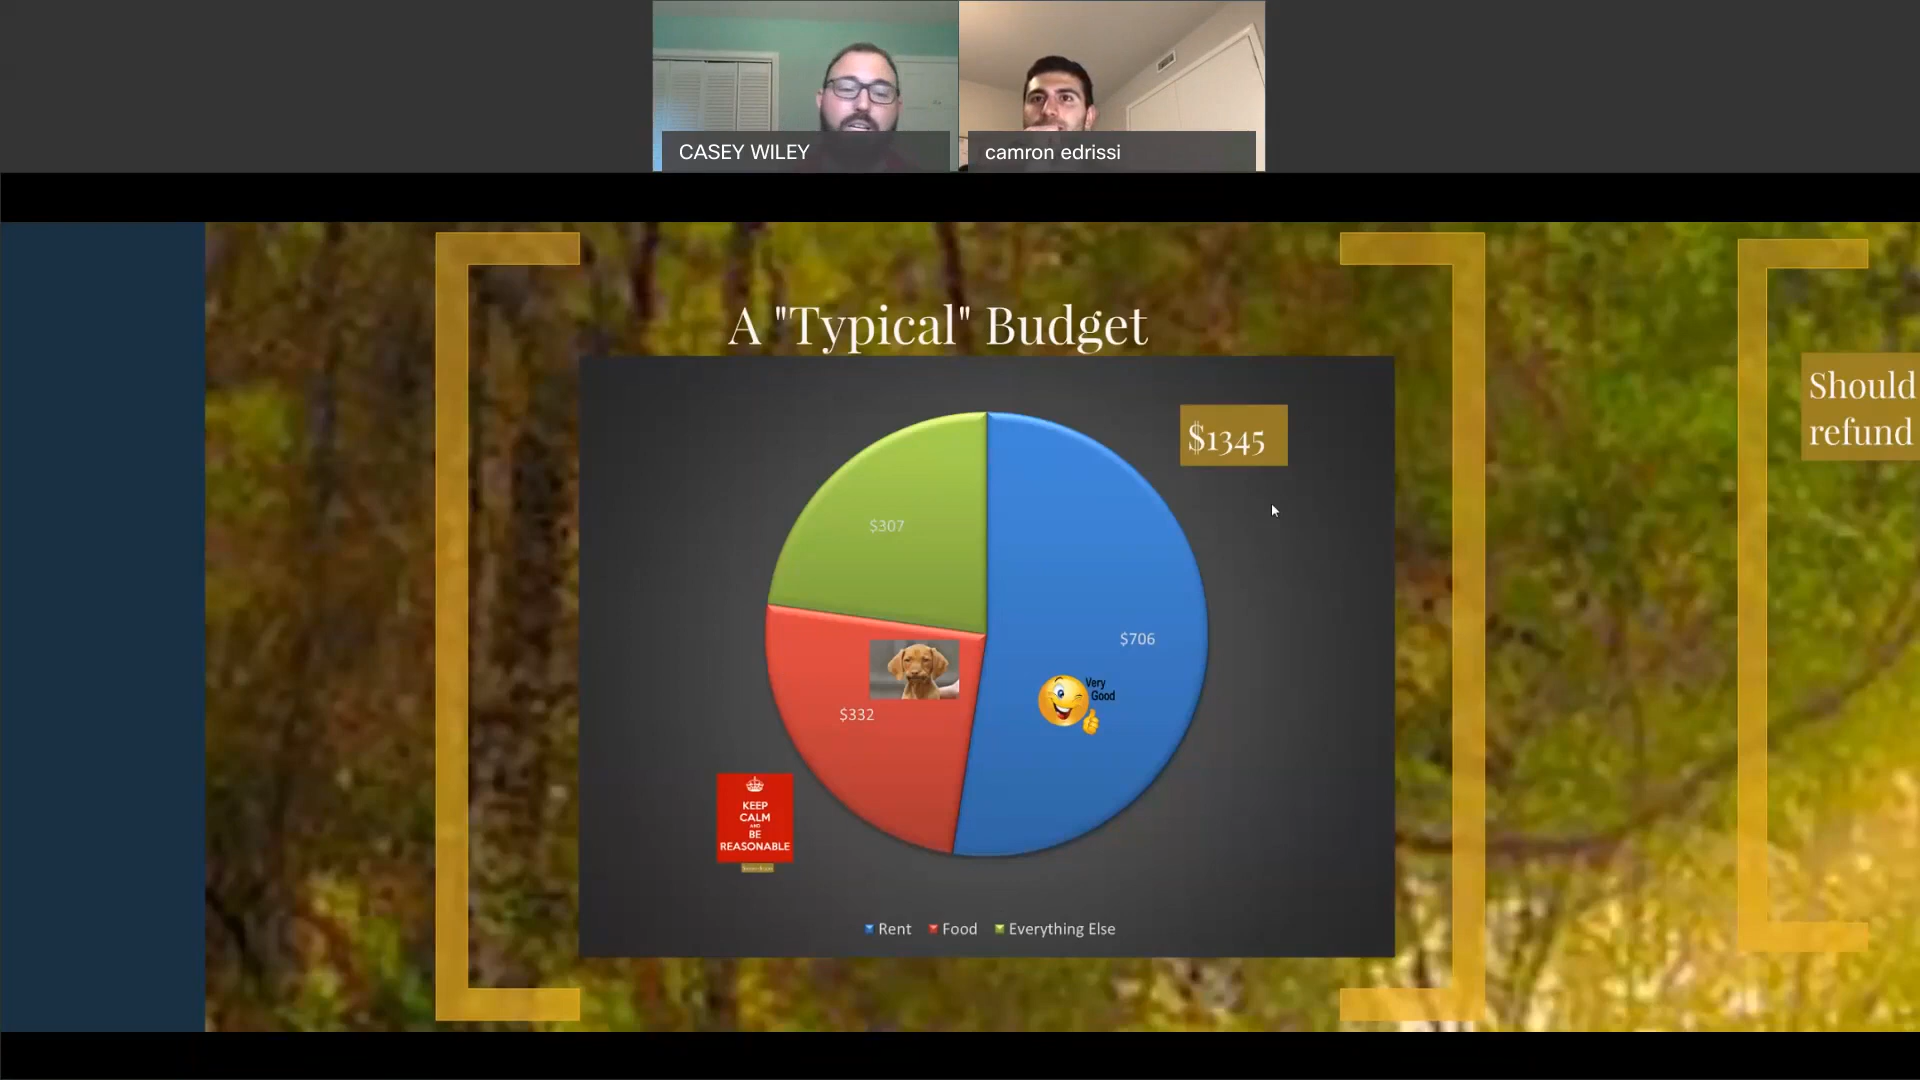 CASEY WILEY
camron edrissi
A "Typical" Budget
$1345
Should
refund
$307
$706
Very
Good
$332
KEEP
CALM
AND
BE
REASONABLE
Rent Food Everything Else